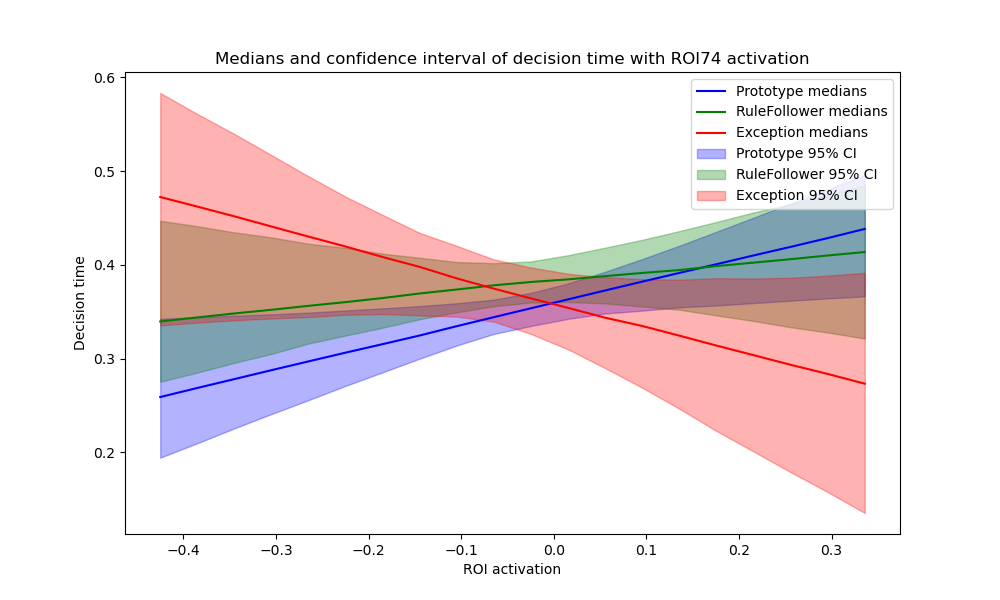 Medians and confidence interval of decision time with ROI74 activation
Prototype medians
RuleFollower medians
Exception medians
Prototype 95% CI
RuleFollower 95% CI
Exception 95% CI
Decision time
0.6
0.5
0.4
0.3
0.2
−0.4
−0.3
−0.2
−0.1
0.0
0.1
0.2
0.3
ROI activation